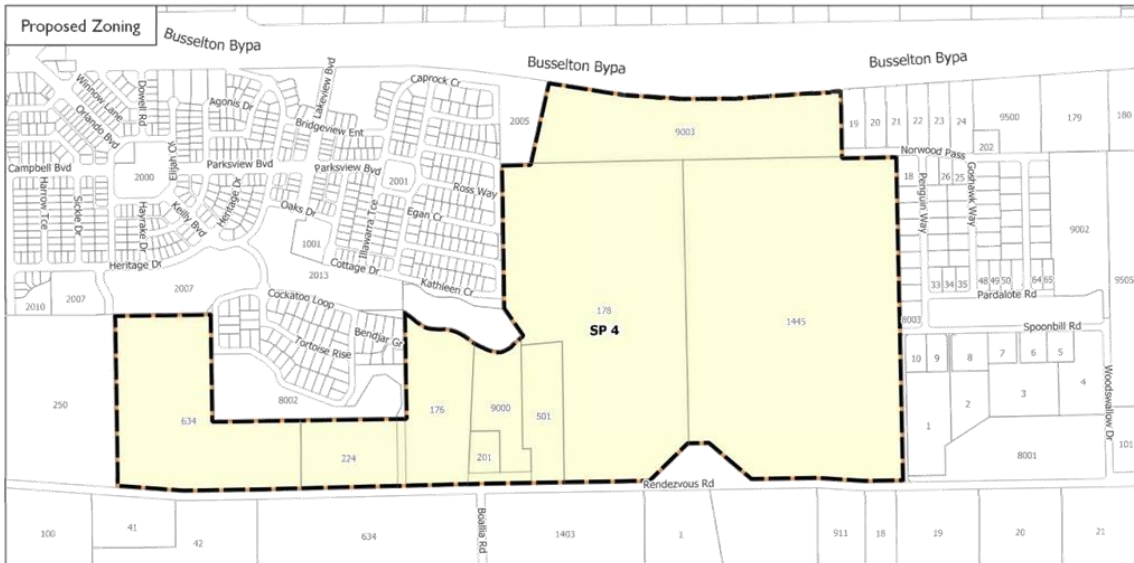 Proposed Zoning
Busselton Bypa
Busselton Bypa
Busselton Bypa
Winnow Lane
Orlando Bvd
Dowell Rd
Agonis Dr
Lakeview Bvd
Caprock Cr
Bridgeview Ent
2005
9003
19
20
21
22
23
24
9500
179
180
202
Norwood Pass
Campbell Bvd
Elijah Ci
Parksview Bvd
Parksview Bvd
2000
2001
Ross Way
18
26
25
Harrow Tce
Sickle Dr
Hayrake Dr
Keilly Bvd
Heritage Dr
Oaks Dr
Illawarra Tce
Egan Cr
Penguin Way
Goshawk Way
1001
9002
Heritage Dr
2013
Cottage Dr
Kathleen Cr
33
34
35
48
49
50
64
65
9505
2010
2007
2007
Cockatoo Loop
Pardalote Rd
178
SP 4
1445
8003
Spoonbill Rd
Bendjar Gr
Tortoise Rise
10
9
8
7
6
5
250
8002
2
3
4
Woodswallow Dr
634
176
9000
501
1
224
201
8001
101
Rendezvous Rd
100
41
42
634
Boallia Rd
1403
1
911
18
19
20
21